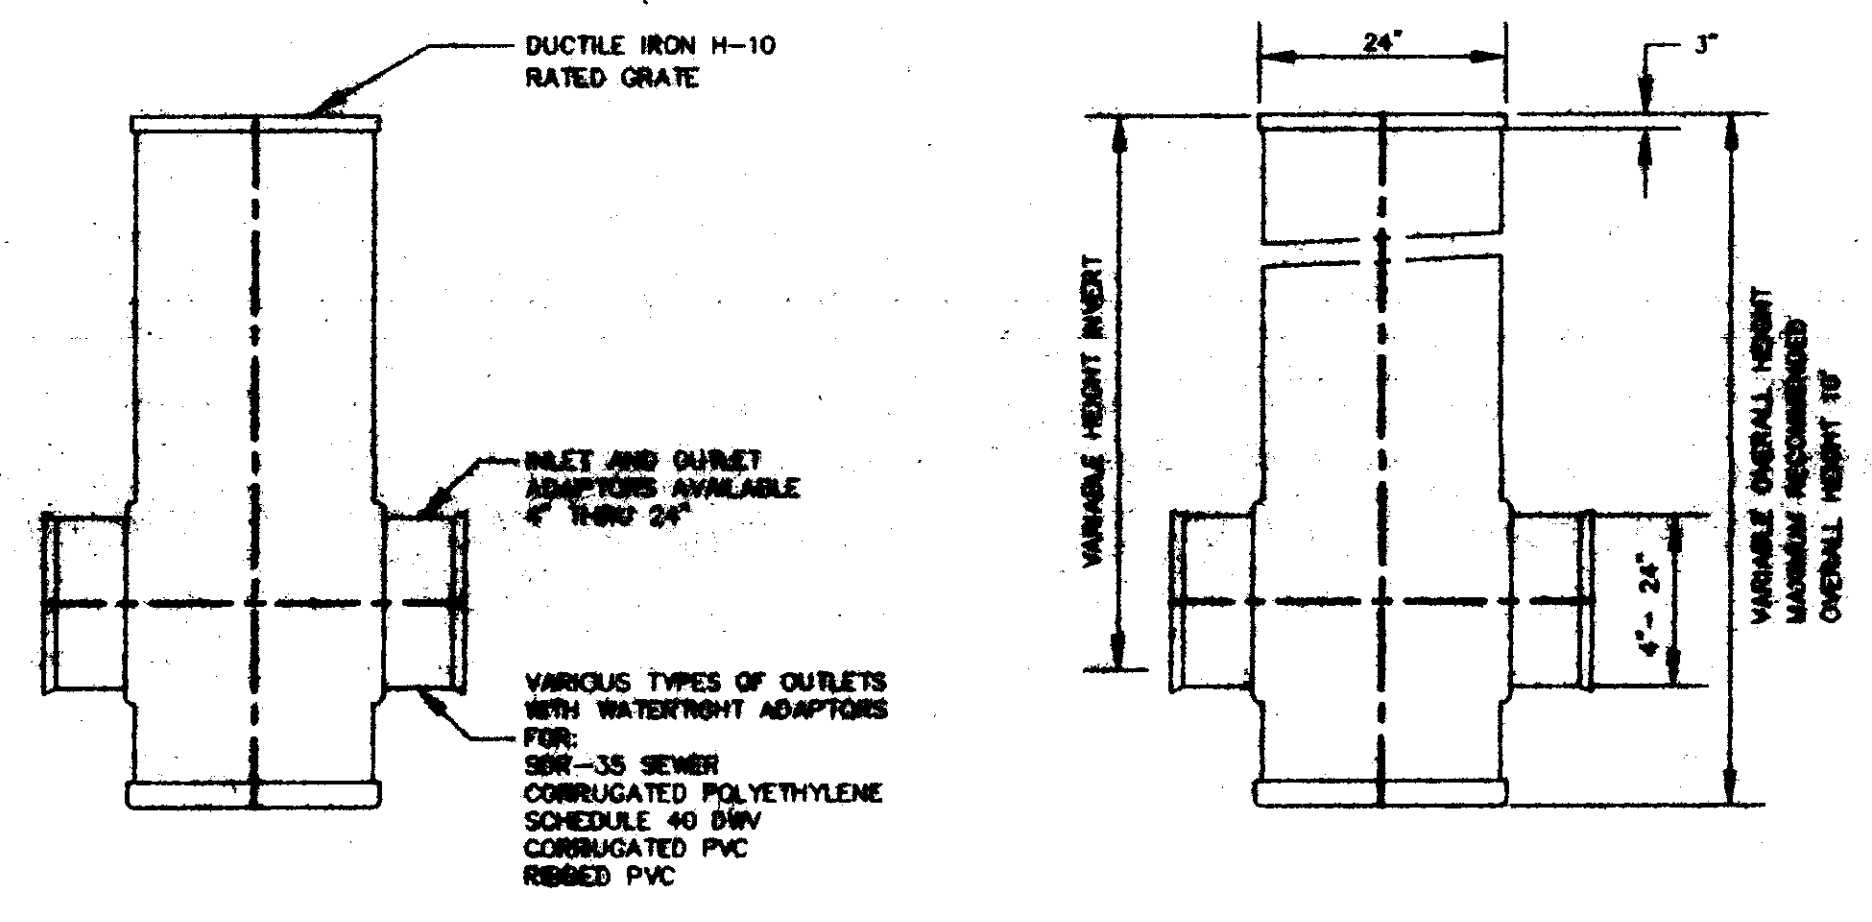 DUCTILE IRON H-10
RATED GRATE
INLET AND OUTLET
ADAPTORS AVAILABLE
4" THRU 24"
VARIOUS TYPES OF OUTLETS
WITH WATERTIGHT ADAPTORS
FOR:
SDR-35 SEWER
CORRUGATED POLYETHYLENE
SCHEDULE 40 DWV
CORRUGATED PVC
RIBBED PVC
24"
3"
VARIABLE HEIGHT INVERT
4"- 24"
VARIABLE OVERALL HEIGHT
MAXIMUM RECOMMENDED
OVERALL HEIGHT